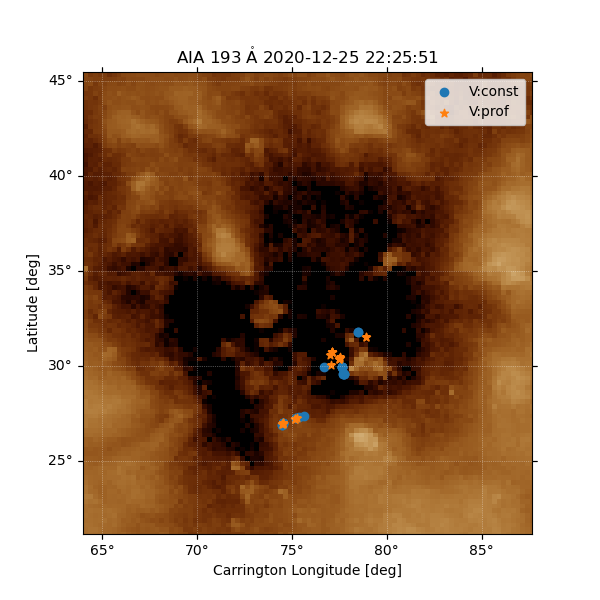 AIA 193 Å 2020-12-25 22:25:51
V:const
V:prof
45°
40°
35°
30°
25°
Latitude [deg]
65° 70° 75° 80° 85°
Carrington Longitude [deg]